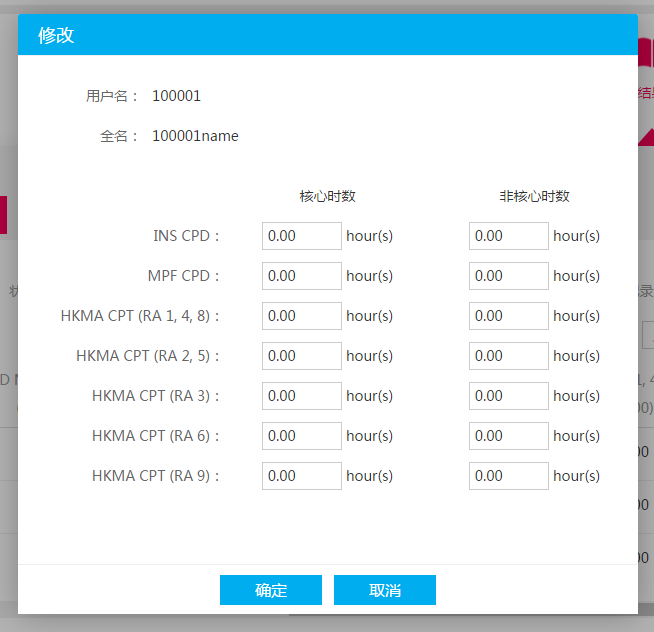 修改
用户名： 100001
全名： 100001name
核心时数 非核心时数
INS CPD： 0.00 hour(s) 0.00 hour(s)
MPF CPD： 0.00 hour(s) 0.00 hour(s)
HKMA CPT (RA 1, 4, 8)： 0.00 hour(s) 0.00 hour(s)
HKMA CPT (RA 2, 5)： 0.00 hour(s) 0.00 hour(s)
HKMA CPT (RA 3)： 0.00 hour(s) 0.00 hour(s)
HKMA CPT (RA 6)： 0.00 hour(s) 0.00 hour(s)
HKMA CPT (RA 9)： 0.00 hour(s) 0.00 hour(s)
确定 取消